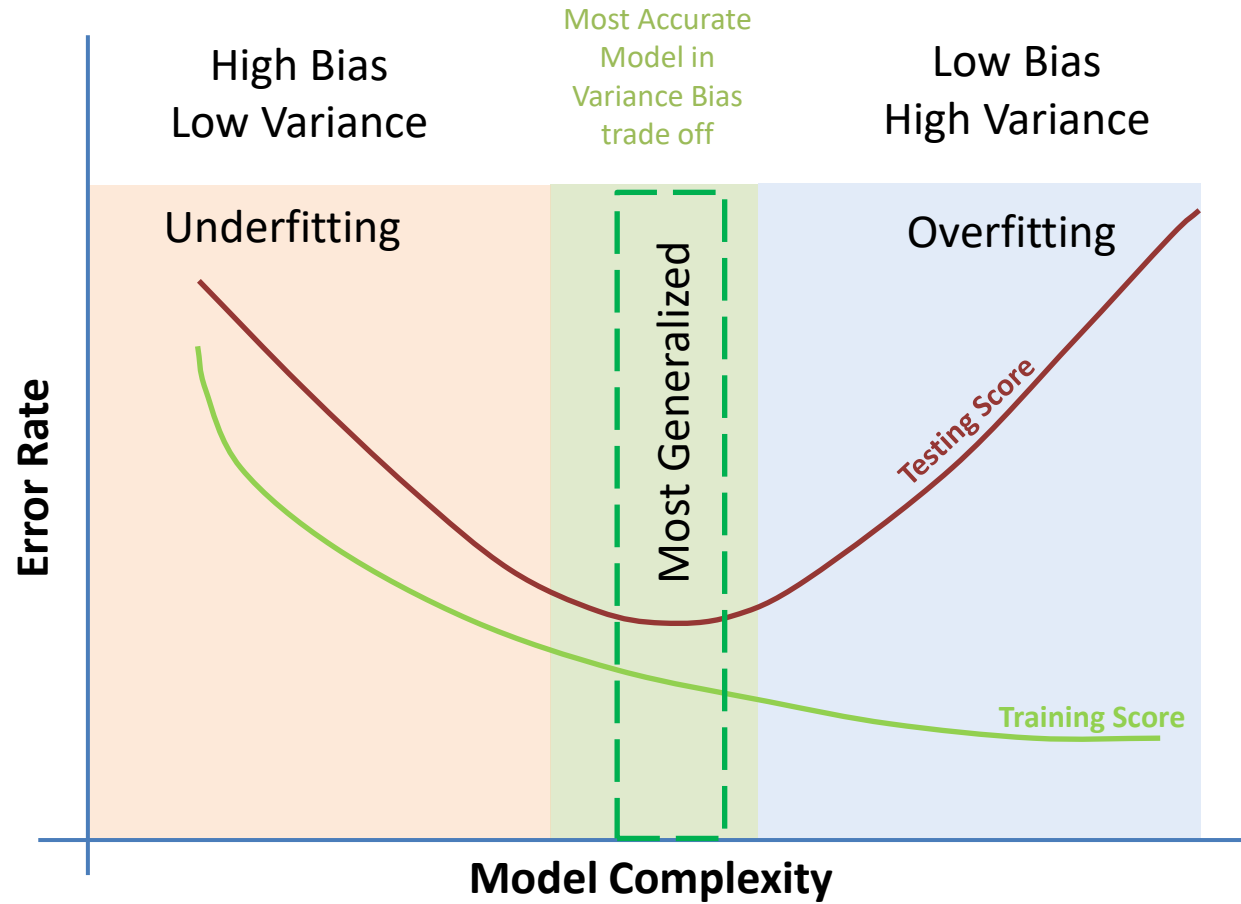 Most Accurate
Model in
Variance Bias
trade off
High Bias
Low Variance
Low Bias
High Variance
Underfitting
Most Generalized
Overfitting
Testing Score
Training Score
Error Rate
Model Complexity